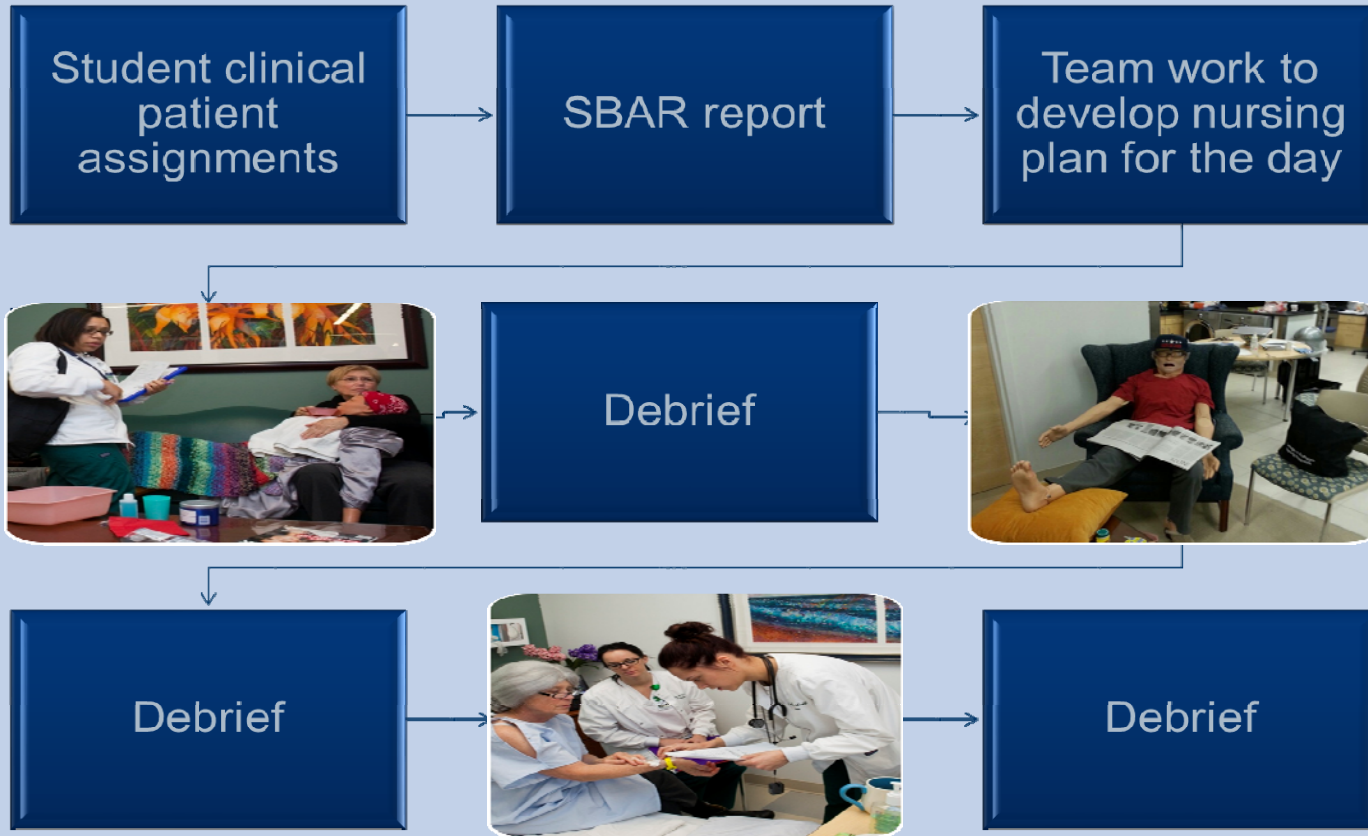 Student clinical
patient
assignments
SBAR report
Team work to
develop nursing
plan for the day
Debrief
Debrief
Debrief